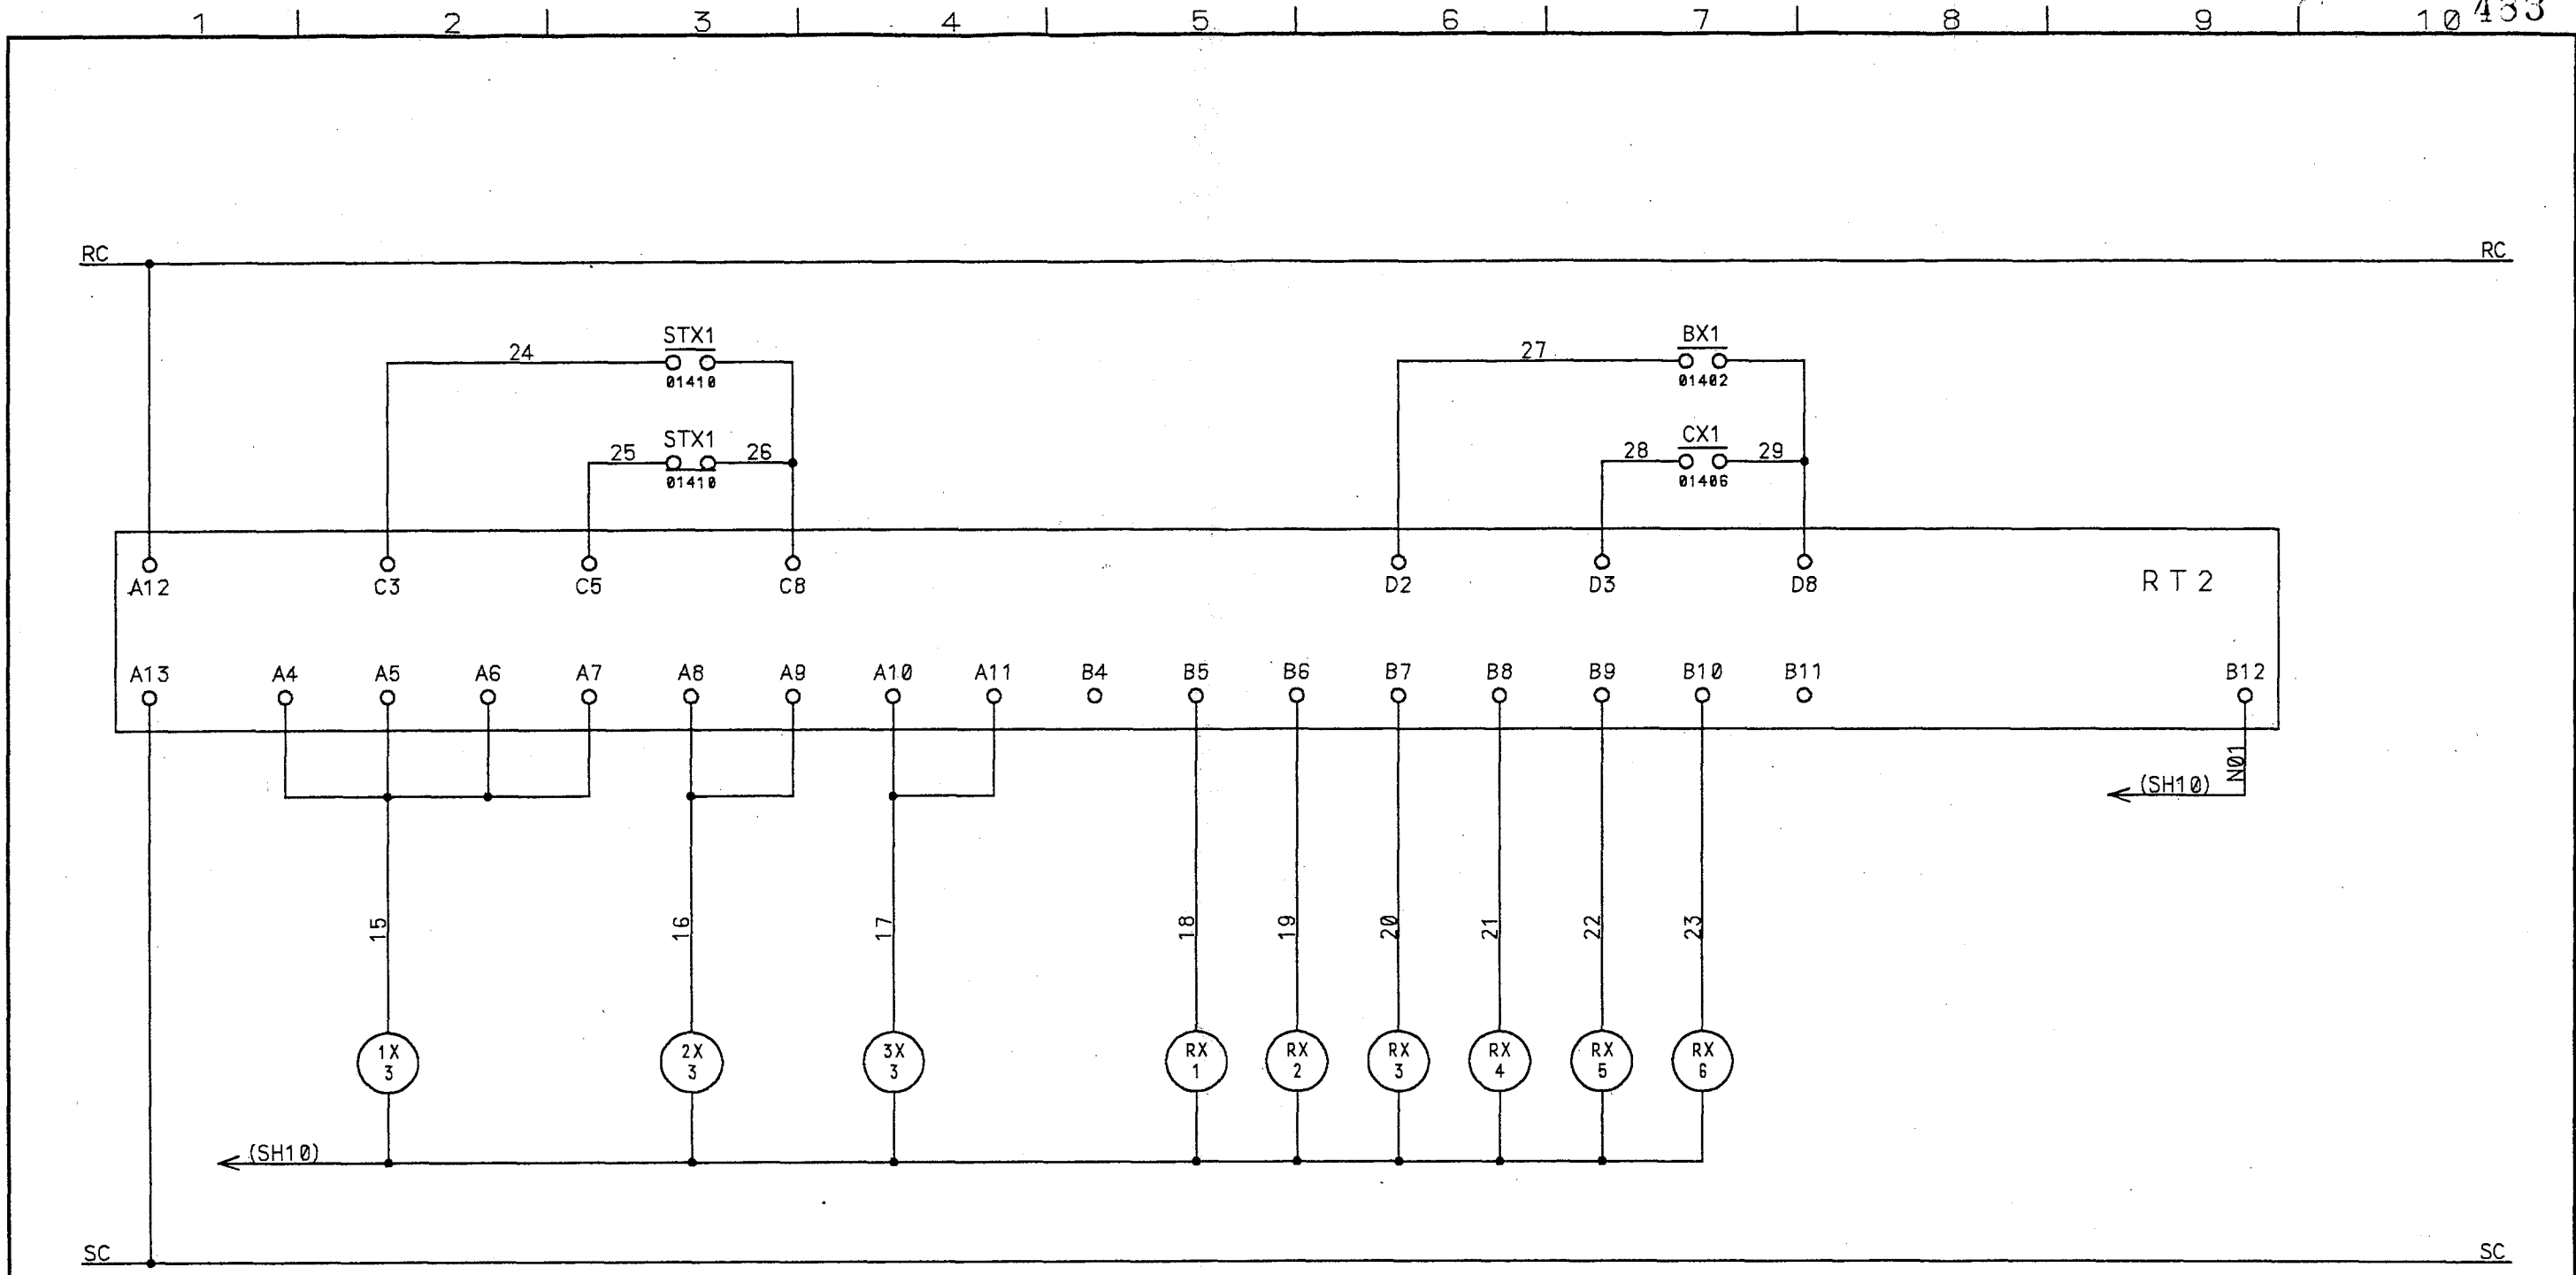 1 2 3 4 5 6 7 8 9 10 433
RC RC
STX1 BX1
24 27
01410 01402
STX1 CX1
25 26 28 29
01410 01406
A12 C3 C5 C8 D2 D3 D8 RT2
A13 A4 A5 A6 A7 A8 A9 A10 A11 B4 B5 B6 B7 B8 B9 B10 B11 B12
N01
(SH10)
15 16 17 18 19 20 21 22 23
1X 2X 3X RX RX RX RX RX RX
3 3 3 1 2 3 4 5 6
(SH10)
SC SC